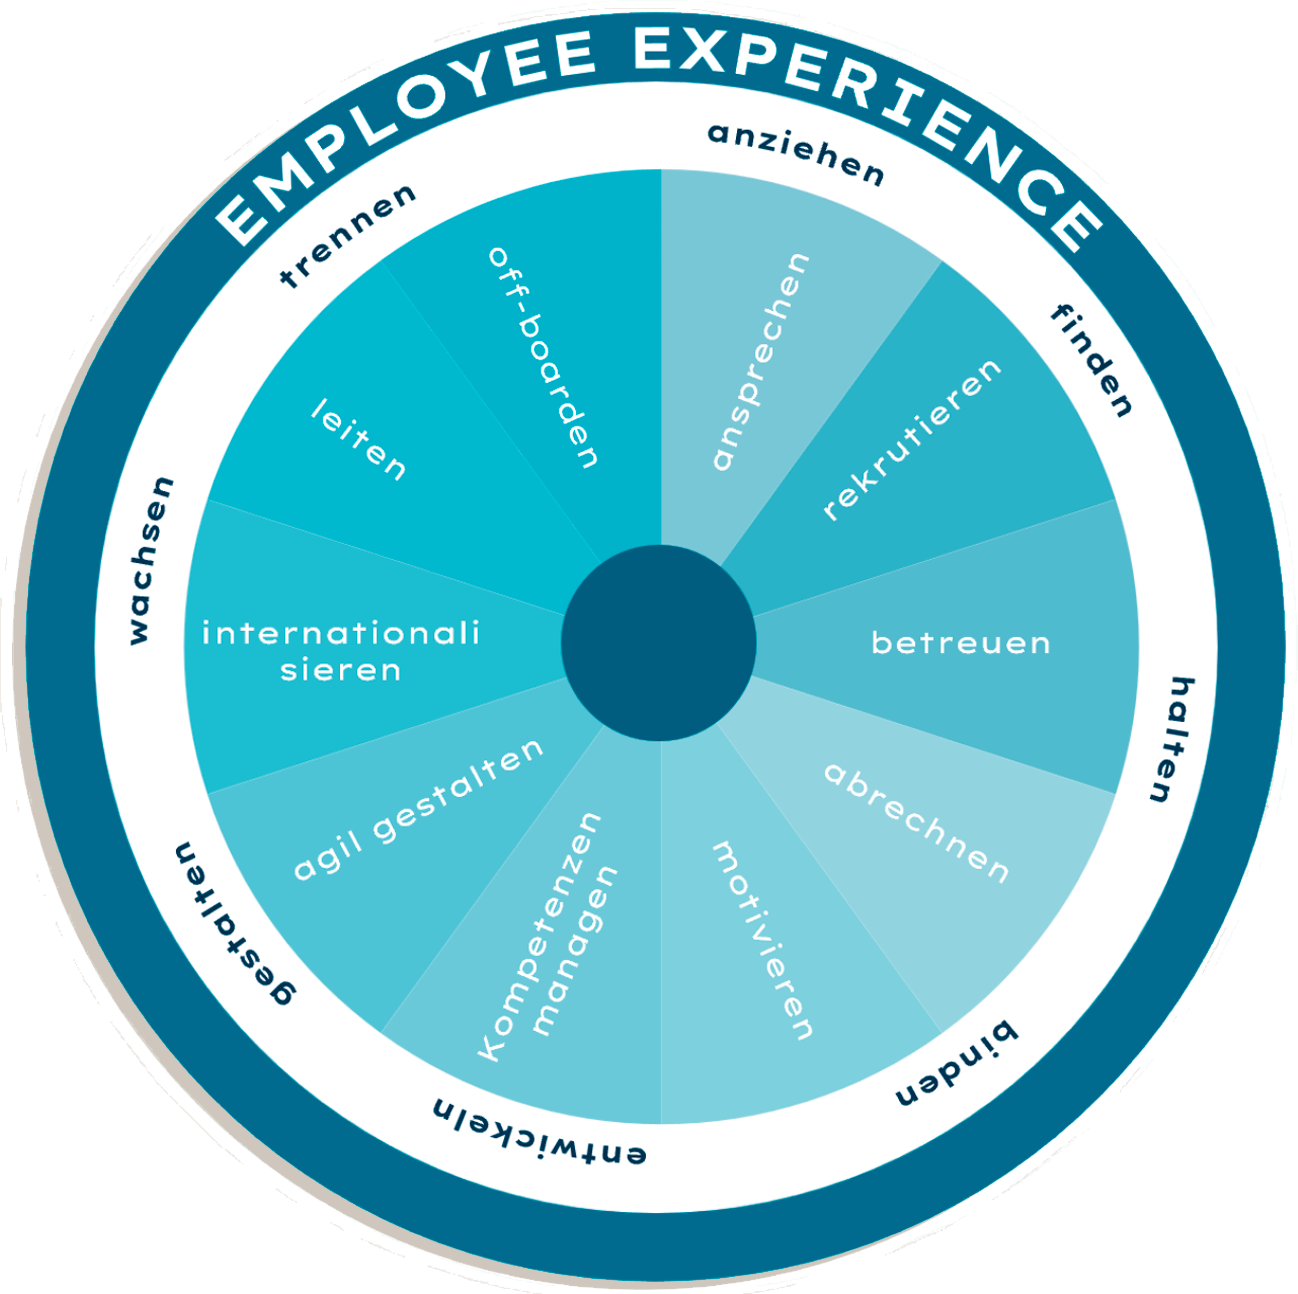 EMPLOYEE EXPERIENCE
anziehen
finden
halten
binden
entwickeln
gestalten
wachsen
trennen
ansprechen
rekrutieren
betreuen
abrechnen
motivieren
Kompetenzen
managen
agil gestalten
internationali
sieren
leiten
off-boarden